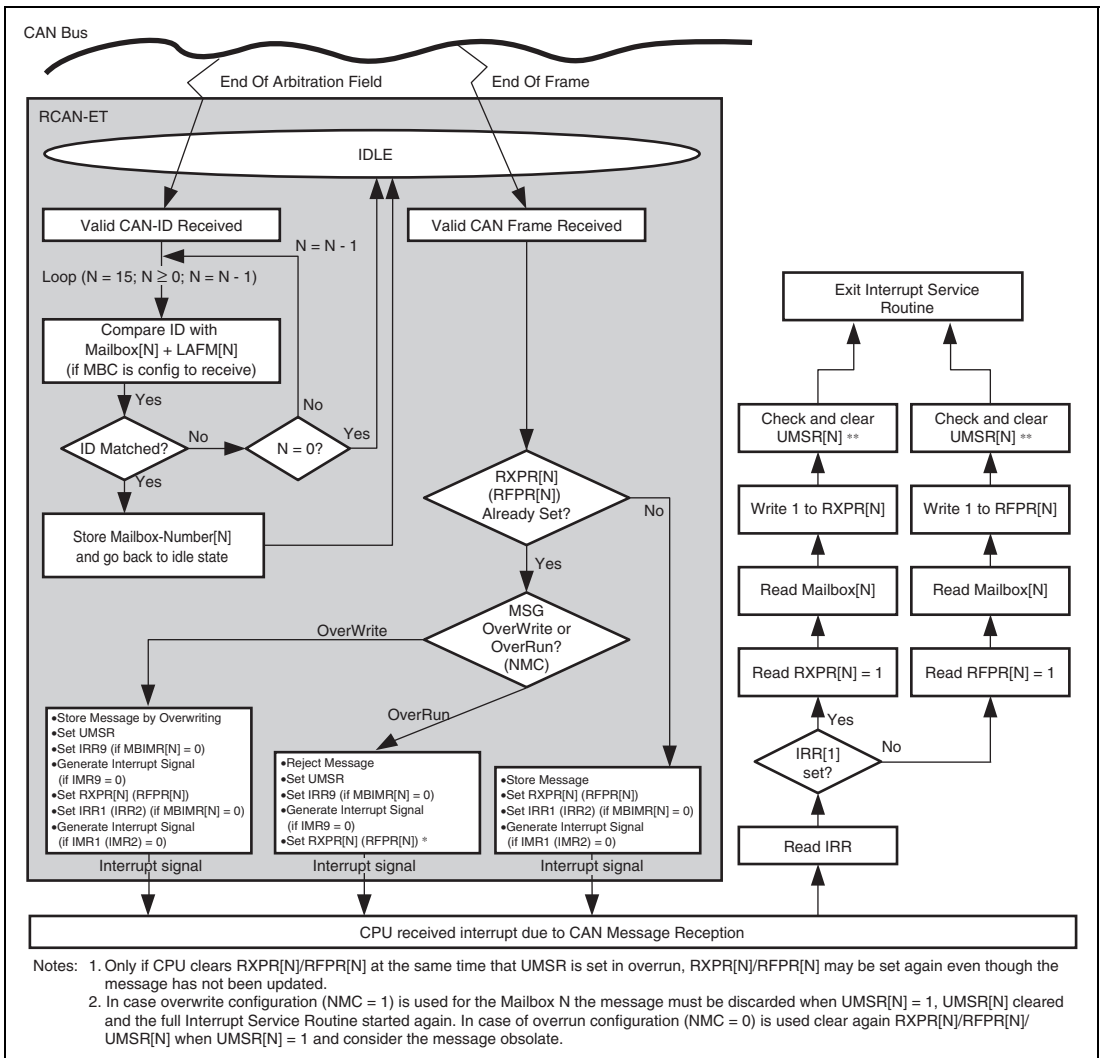 CAN Bus
End Of Arbitration Field
End Of Frame
RCAN-ET
IDLE
Valid CAN-ID Received
Valid CAN Frame Received
N = N - 1
Loop (N = 15; N ≥ 0; N = N - 1)
Compare ID with
Mailbox[N] + LAFM[N]
(if MBC is config to receive)
Yes
ID Matched?
No
N = 0?
No
Yes
Yes
Store Mailbox-Number[N]
and go back to idle state
RXPR[N]
(RFPR[N])
Already Set?
No
Yes
MSG
OverWrite or
OverRun?
(NMC)
OverWrite
OverRun
•Store Message by Overwriting
•Set UMSR
•Set IRR9 (if MBIMR[N] = 0)
•Generate Interrupt Signal
(if IMR9 = 0)
•Set RXPR[N] (RFPR[N])
•Set IRR1 (IRR2) (if MBIMR[N] = 0)
•Generate Interrupt Signal
(if IMR1 (IMR2) = 0)
•Reject Message
•Set UMSR
•Set IRR9 (if MBIMR[N] = 0)
•Generate Interrupt Signal
(if IMR9 = 0)
•Set RXPR[N] (RFPR[N]) *
•Store Message
•Set RXPR[N] (RFPR[N])
•Set IRR1 (IRR2) (if MBIMR[N] = 0)
•Generate Interrupt Signal
(if IMR1 (IMR2) = 0)
Interrupt signal
Interrupt signal
Interrupt signal
Exit Interrupt Service
Routine
Check and clear
UMSR[N] **
Check and clear
UMSR[N] **
Write 1 to RXPR[N]
Write 1 to RFPR[N]
Read Mailbox[N]
Read Mailbox[N]
Read RXPR[N] = 1
Read RFPR[N] = 1
Yes
IRR[1]
set?
No
Read IRR
CPU received interrupt due to CAN Message Reception
Notes: 1. Only if CPU clears RXPR[N]/RFPR[N] at the same time that UMSR is set in overrun, RXPR[N]/RFPR[N] may be set again even though the
message has not been updated.
2. In case overwrite configuration (NMC = 1) is used for the Mailbox N the message must be discarded when UMSR[N] = 1, UMSR[N] cleared
and the full Interrupt Service Routine started again. In case of overrun configuration (NMC = 0) is used clear again RXPR[N]/RFPR[N]/
UMSR[N] when UMSR[N] = 1 and consider the message obsolate.